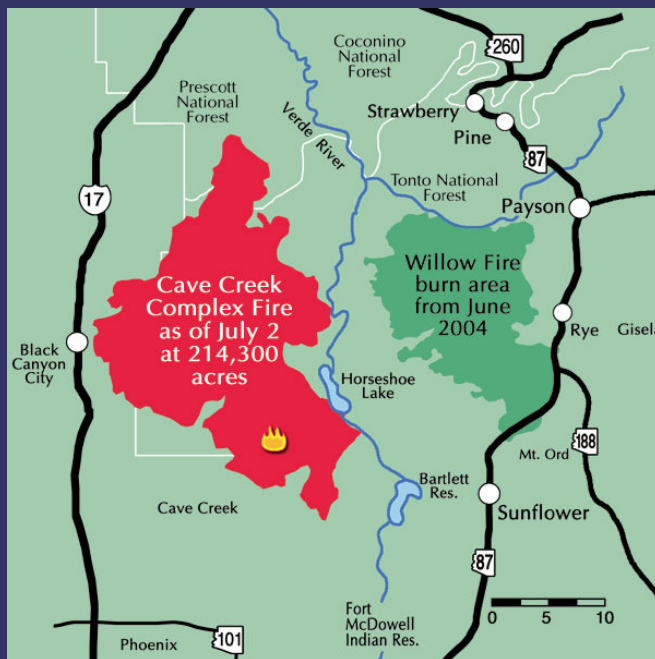 Coconino
National
Forest
260
Prescott
National
Forest
Strawberry
Pine
Verde River
87
17
Tonto National
Forest
Payson
Cave Creek
Complex Fire
as of July 2
at 214,300
acres
Willow Fire
burn area
from June
2004
Rye
Gisela
Black
Canyon
City
Horseshoe
Lake
188
Mt. Ord
Bartlett
Res.
Cave Creek
Sunflower
87
0 5 10
Fort
McDowell
Indian Res.
Phoenix
101